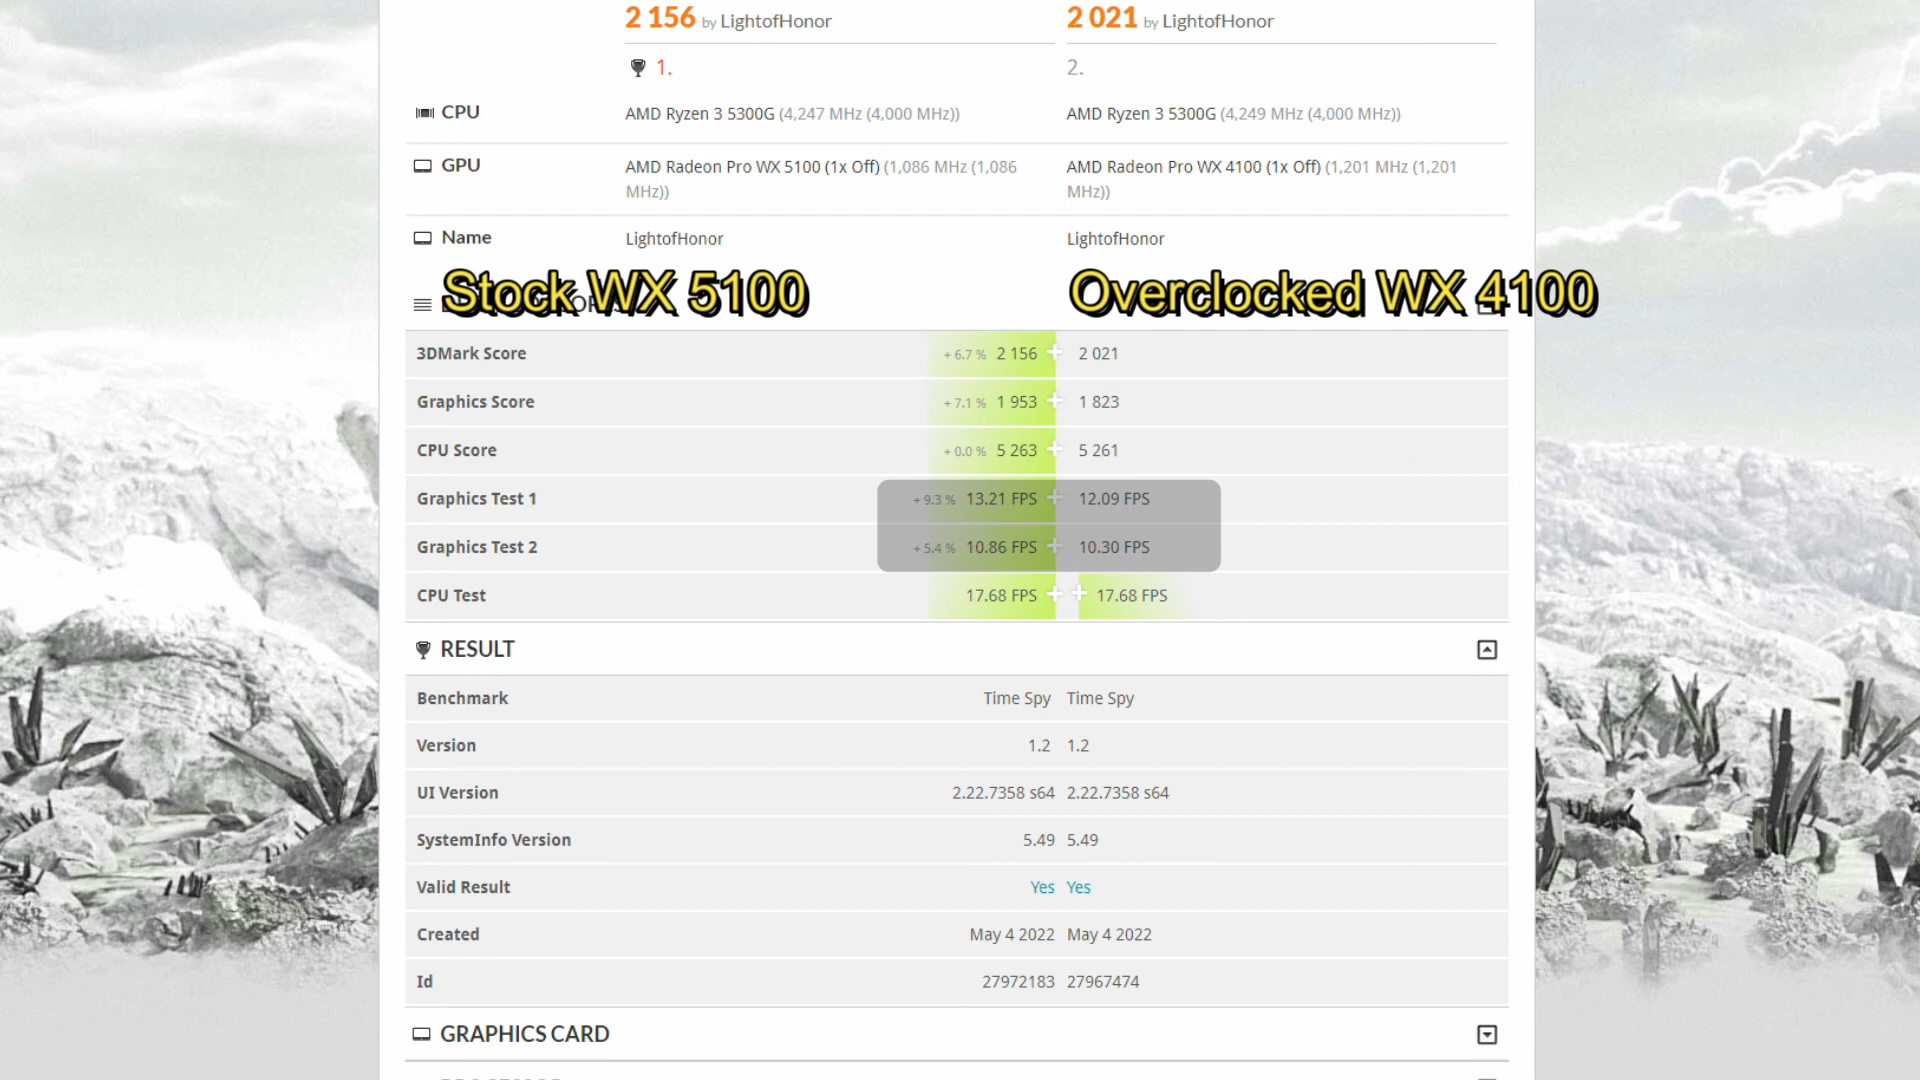 2 156 by LightofHonor 2 021 by LightofHonor
1. 2.
CPU AMD Ryzen 3 5300G (4,247 MHz (4,000 MHz)) AMD Ryzen 3 5300G (4,249 MHz (4,000 MHz))
GPU AMD Radeon Pro WX 5100 (1x Off) (1,086 MHz (1,086 AMD Radeon Pro WX 4100 (1x Off) (1,201 MHz (1,201
MHz)) MHz))
Name LightofHonor LightofHonor
Stock WX 5100 Overclocked WX 4100
3DMark Score + 6.7 % 2 156 2 021
Graphics Score + 7.1 % 1 953 1 823
CPU Score + 0.0 % 5 263 5 261
Graphics Test 1 + 9.3 % 13.21 FPS 12.09 FPS
Graphics Test 2 + 5.4 % 10.86 FPS 10.30 FPS
CPU Test 17.68 FPS 17.68 FPS
RESULT
Benchmark Time Spy Time Spy
Version 1.2 1.2
UI Version 2.22.7358 s64 2.22.7358 s64
SystemInfo Version 5.49 5.49
Valid Result Yes Yes
Created May 4 2022 May 4 2022
Id 27972183 27967474
GRAPHICS CARD